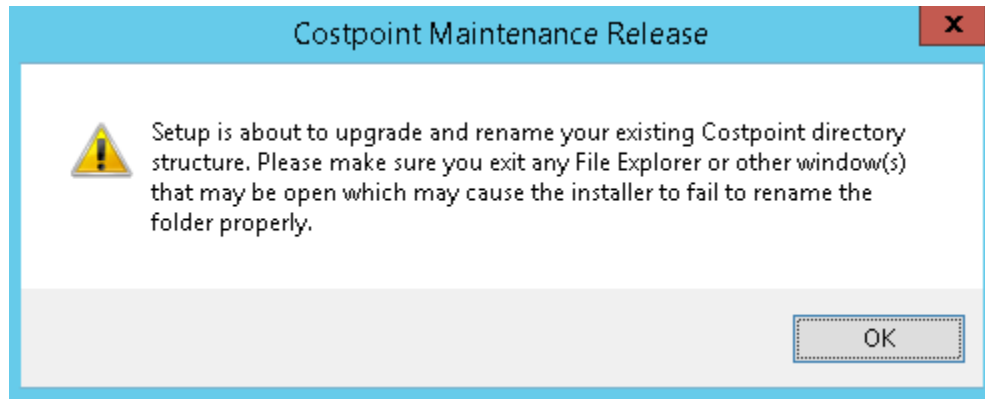 Costpoint Maintenance Release
x
Setup is about to upgrade and rename your existing Costpoint directory
structure. Please make sure you exit any File Explorer or other window(s)
that may be open which may cause the installer to fail to rename the
folder properly.
OK